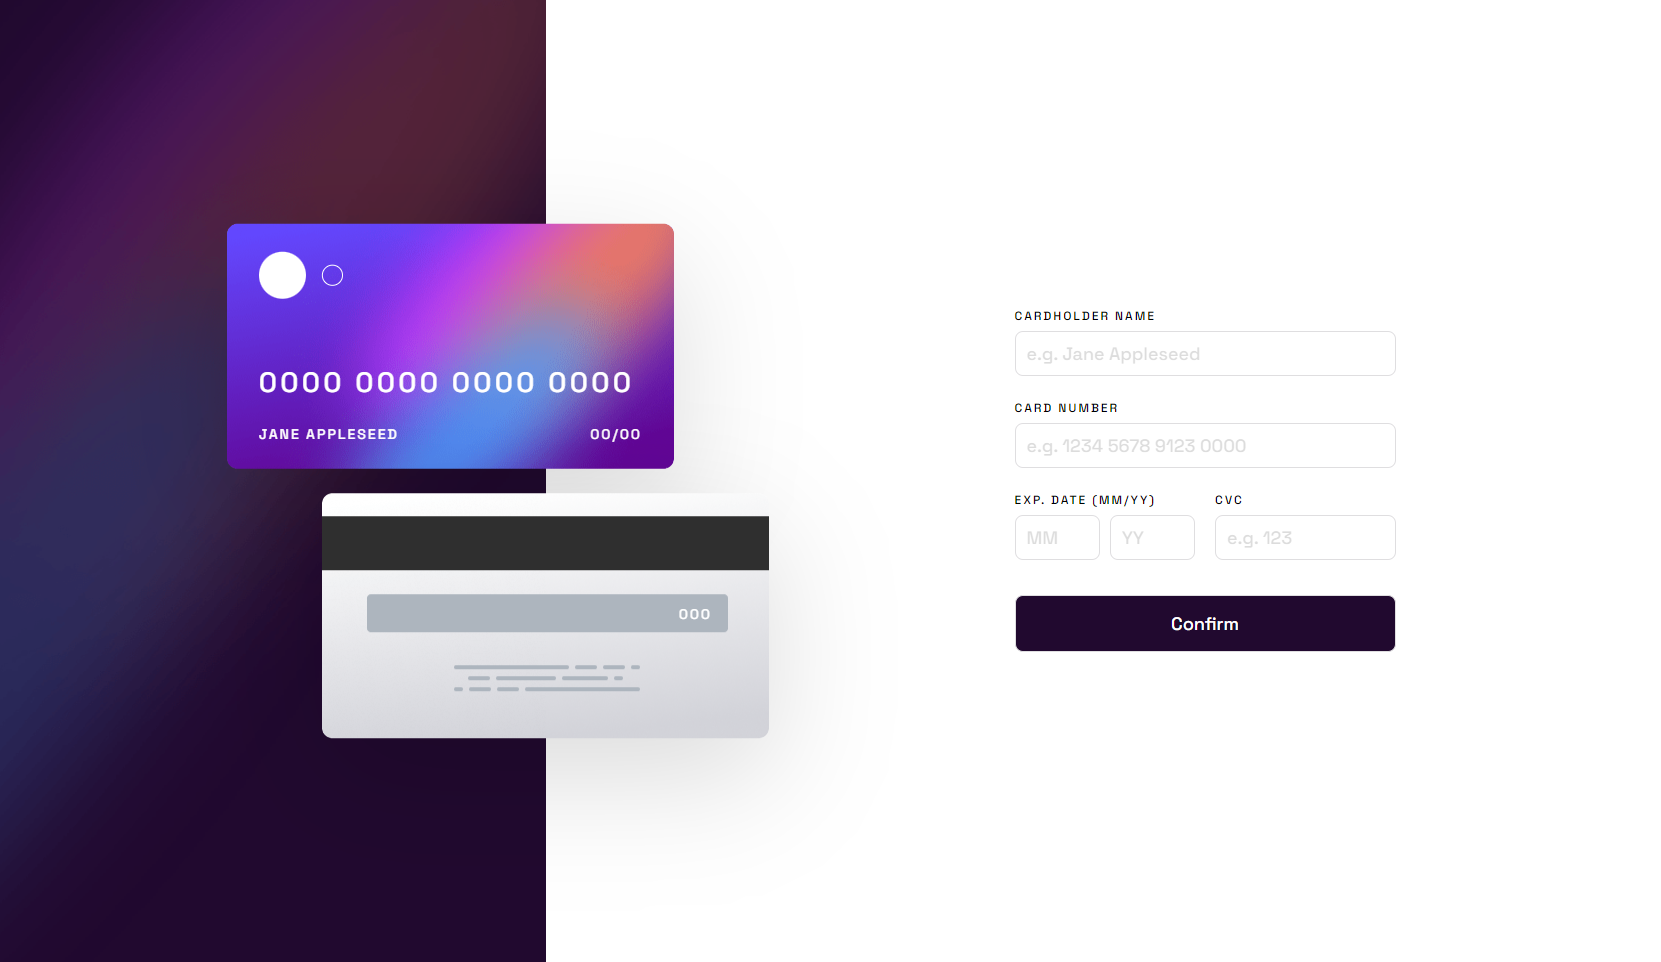 0000 0000 0000 0000
JANE APPLESEED 00/00
000
CARDHOLDER NAME
e.g. Jane Appleseed
CARD NUMBER
e.g. 1234 5678 9123 0000
EXP. DATE (MM/YY) CVC
MM YY e.g. 123
Confirm